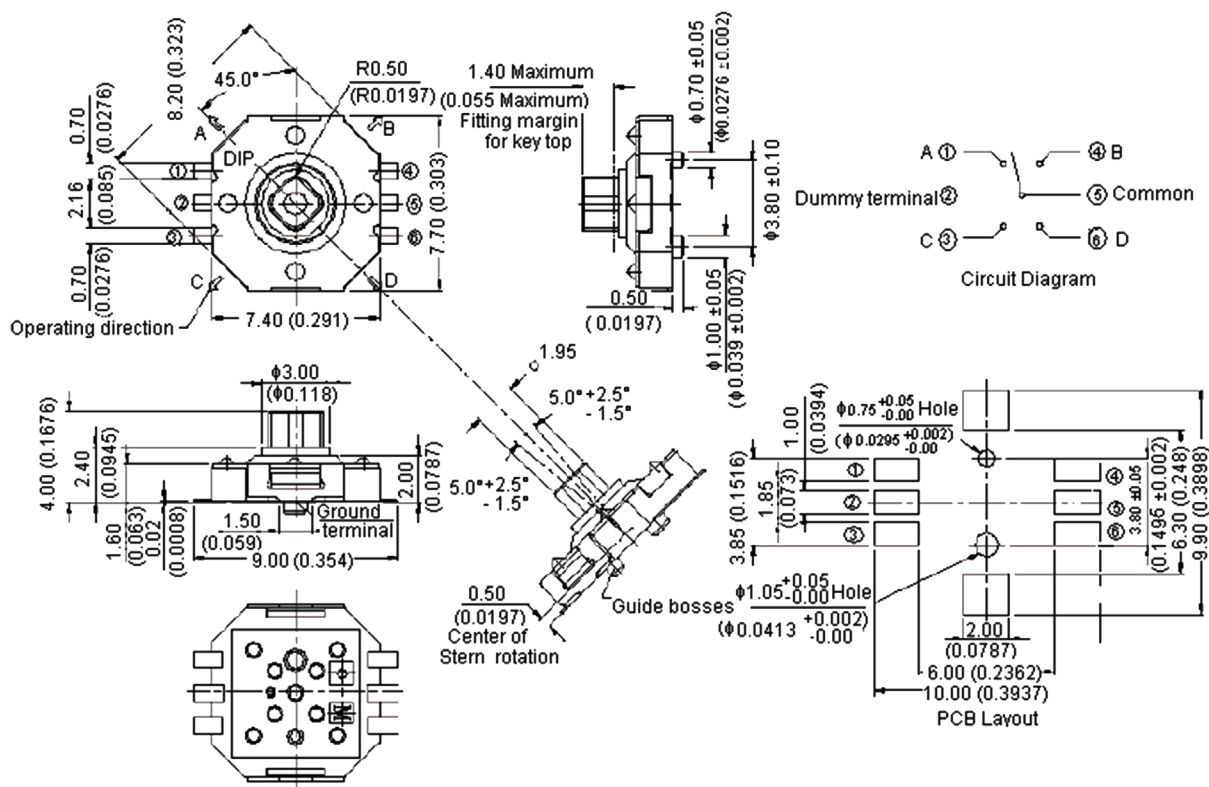 8.20 (0.323)
45.0°
R0.50
(R0.0197)
0.70
(0.0276)
A
B
DIP
①
②
③
④
⑤
⑥
2.16
(0.085)
0.70
(0.0276)
7.70 (0.303)
C
D
Operating direction
7.40 (0.291)
1.40 Maximum
(0.055 Maximum)
Fitting margin
for key top
ϕ0.70 ±0.05
(ϕ0.0276 ±0.002)
ϕ3.80 ±0.10
0.50
( 0.0197)
ϕ1.00 ±0.05
(ϕ0.039 ±0.002)
A ①
④ B
Dummy terminal②
⑤ Common
C ③
⑥ D
Circuit Diagram
ϕ3.00
(ϕ0.118)
4.00 (0.1676)
2.40
(0.0945)
1.60
(0.063)
0.02
(0.0008)
2.00
(0.0787)
1.50
(0.059)
Ground
terminal
9.00 (0.354)
1.95
5.0° +2.5°
- 1.5°
5.0° +2.5°
- 1.5°
0.50
(0.0197)
Center of
Stern rotation
Guide bosses
ϕ0.75 +0.05
-0.00 Hole
(ϕ0.0295 +0.002)
-0.00
1.00
(0.0394)
3.85 (0.1516)
1.85
(0.073)
①
②
③
④
⑤
⑥
3.80 ±0.05
(0.1495 ±0.002)
6.30 (0.248)
9.90 (0.3898)
ϕ1.05 +0.05
-0.00 Hole
(ϕ0.0413 +0.002)
-0.00
2.00
(0.0787)
6.00 (0.2362)
10.00 (0.3937)
PCB Layout
M